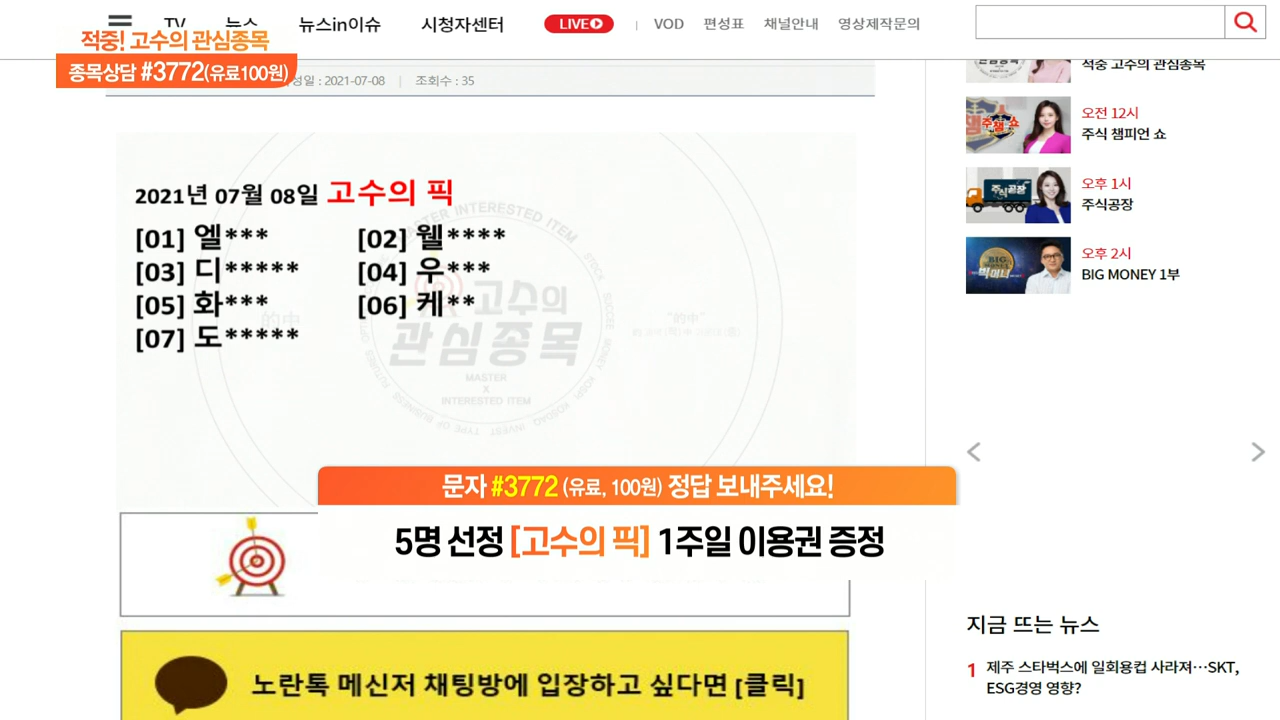 TV 뉴스 뉴스in이슈 시청자센터 LIVE VOD 편성표 채널안내 영상제작문의
적중! 고수의 관심종목
종목상담 #3772(유료100원)
성일 : 2021-07-08 | 조회수 : 35
2021년 07월 08일 고수의 픽
[01] 엘*** [02] 웰****
[03] 디***** [04] 우***
[05] 화*** [06] 케**
[07] 도*****
MASTER INTERESTED ITEM
고수의
관심종목
MASTER
X
INTERESTED ITEM
"的中"
문자 #3772 (유료, 100원) 정답 보내주세요!
5명 선정 [고수의 픽] 1주일 이용권 증정
노란톡 메신저 채팅방에 입장하고 싶다면 [클릭]
적중 고수의 관심종목
오전 12시
주식 챔피언 쇼
오후 1시
주식공장
주식공장
오후 2시
BIG MONEY 1부
지금 뜨는 뉴스
1 제주 스타벅스에 일회용컵 사라져…SKT,
ESG경영 영향?